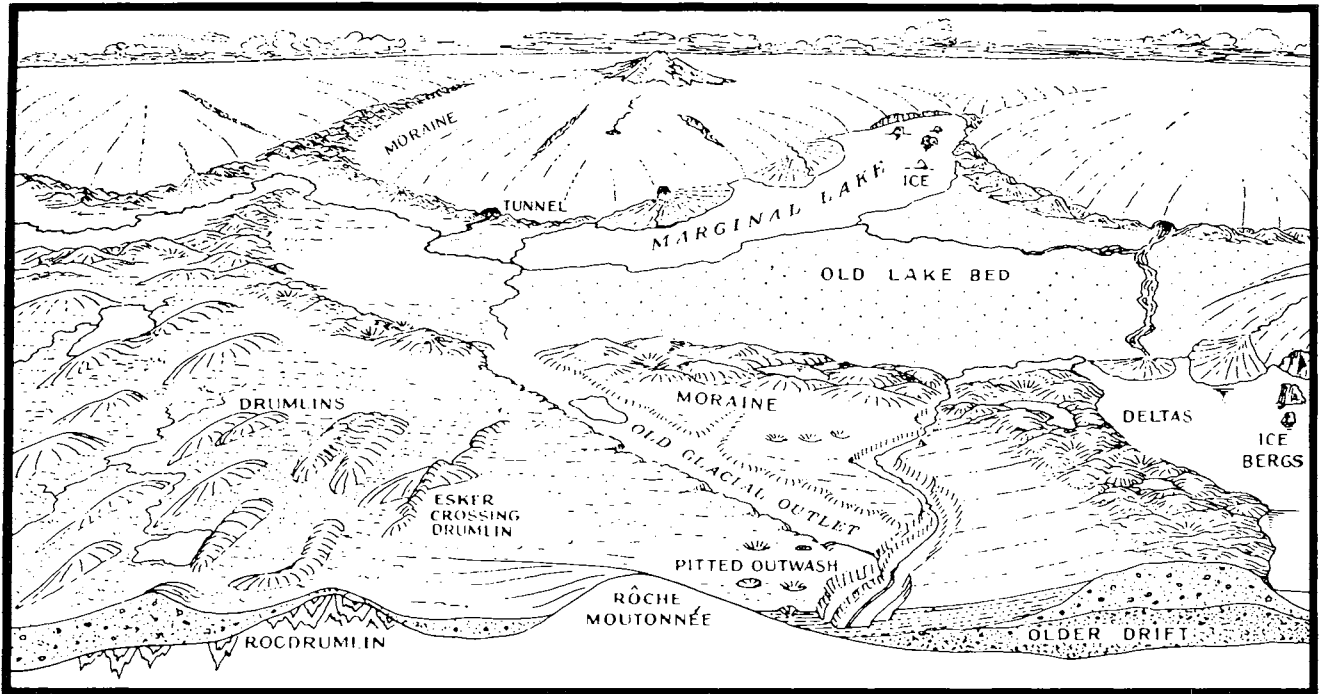 MORAINE
TUNNEL
ICE
MARGINAL LAKE
OLD LAKE BED
DRUMLINS
MORAINE
DELTAS
ICE
BERGS
OLD GLACIAL OUTLET
ESKER
CROSSING
DRUMLIN
PITTED OUTWASH
RÔCHE
MOUTONNÉE
ROCDRUMLIN
OLDER DRIFT